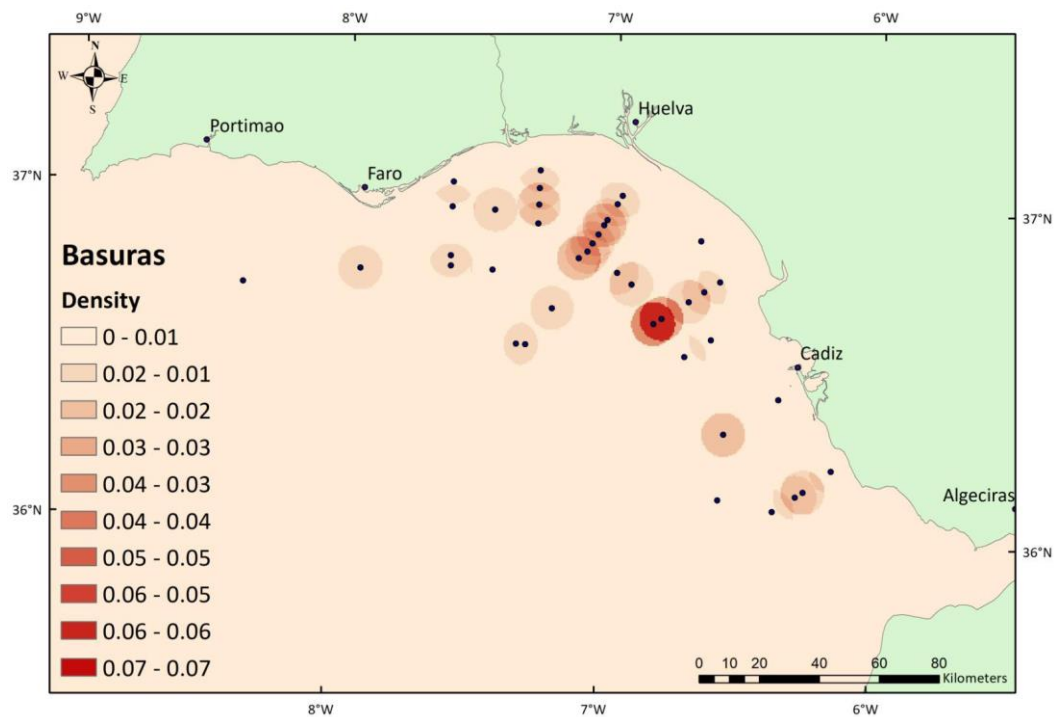 9°W 8°W 7°W 6°W
N
W E
S
Huelva
Portimao
Faro
37°N 37°N
Basuras
Density
0 - 0.01
0.02 - 0.01
Cadiz
0.02 - 0.02
0.03 - 0.03
0.04 - 0.03
Algeciras
36°N
0.04 - 0.04
36°N
0.05 - 0.05
0.06 - 0.05
0.06 - 0.06
0.07 - 0.07
0 10 20 40 60 80
Kilometers
8°W 7°W 6°W